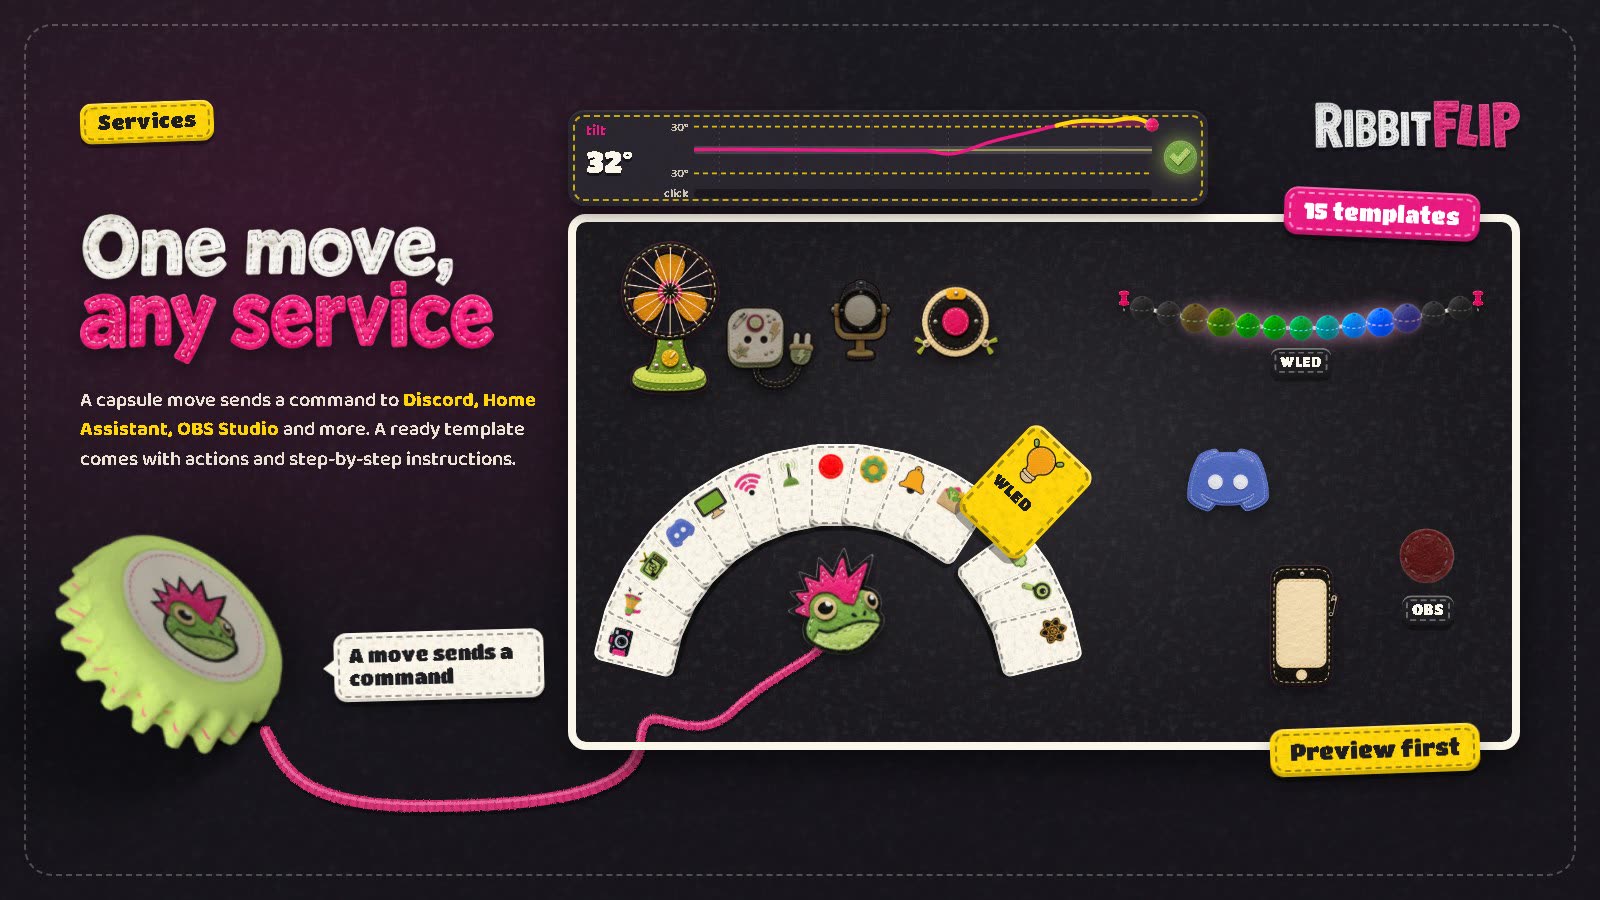 Services
tilt
32°
30°
30°
click
RIBBITFLIP
15 templates
One move,
any service
A capsule move sends a command to Discord, Home
Assistant, OBS Studio and more. A ready template
comes with actions and step-by-step instructions.
WLED
WLED
OBS
A move sends a
command
Preview first